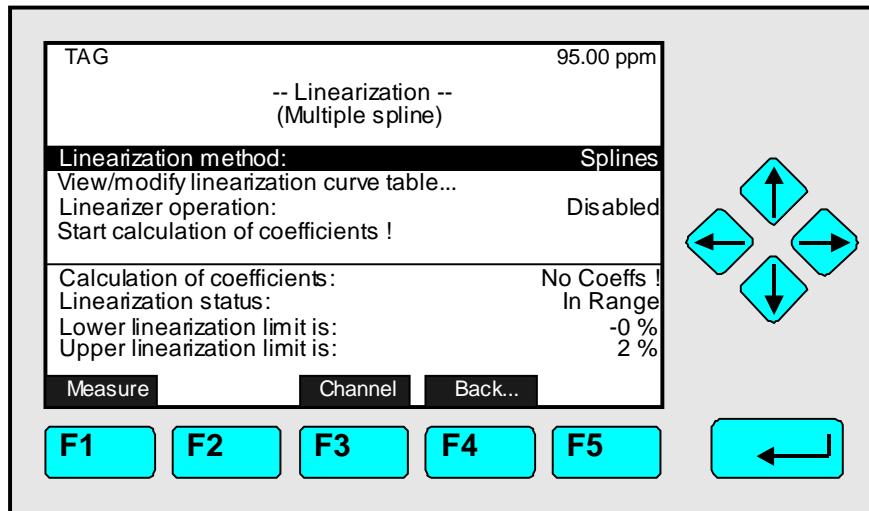 TAG 95.00 ppm
-- Linearization --
(Multiple spline)
Linearization method: Splines
View/modify linearization curve table...
Linearizer operation: Disabled
Start calculation of coefficients !
Calculation of coefficients: No Coeffs !
Linearization status: In Range
Lower linearization limit is: -0 %
Upper linearization limit is: 2 %
Measure Channel Back...
F1 F2 F3 F4 F5